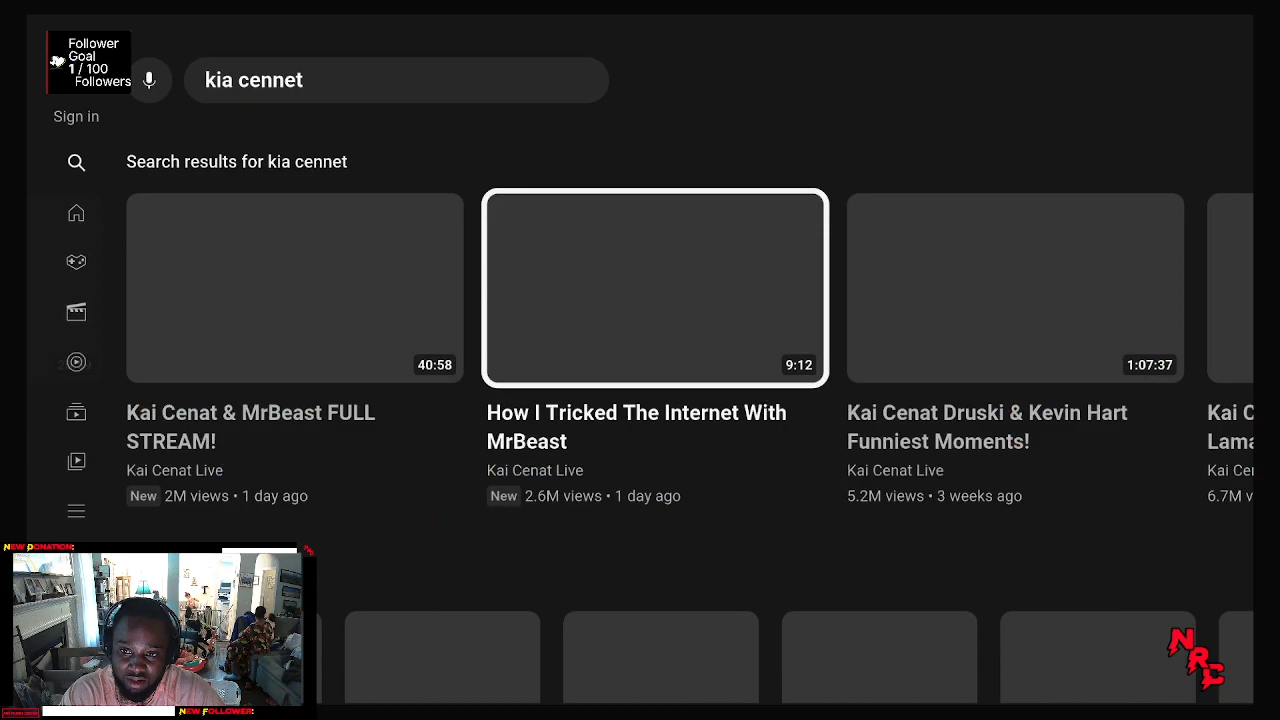 Follower
Goal
1 / 100
Followers
kia cennet
Sign in
Search results for kia cennet
40:58
9:12
1:07:37
Kai Cenat & MrBeast FULL
STREAM!
Kai Cenat Live
New 2M views • 1 day ago
How I Tricked The Internet With
MrBeast
Kai Cenat Live
New 2.6M views • 1 day ago
Kai Cenat Druski & Kevin Hart
Funniest Moments!
Kai Cenat Live
5.2M views • 3 weeks ago
Kai C
Lama
Kai Ce
6.7M v
New Donation:
NRC
New Follower: